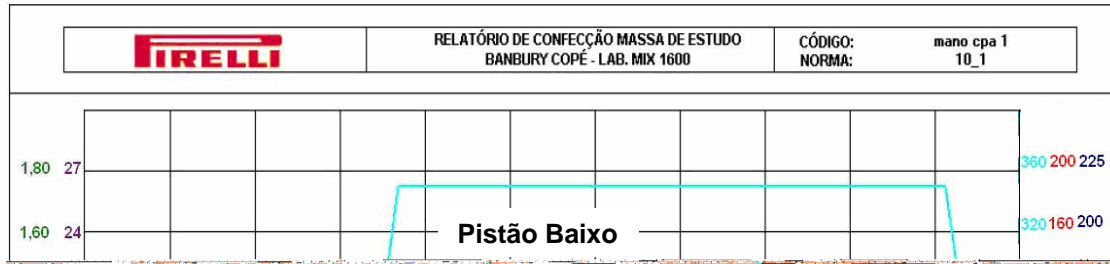 PIRELLI
RELATÓRIO DE CONFECÇÃO MASSA DE ESTUDO
BANBURY COPÉ - LAB. MIX 1600
CÓDIGO: mano cpa 1
NORMA: 10_1
1,80 27 360 200 225
1,60 24 320 160 200
Pistão Baixo